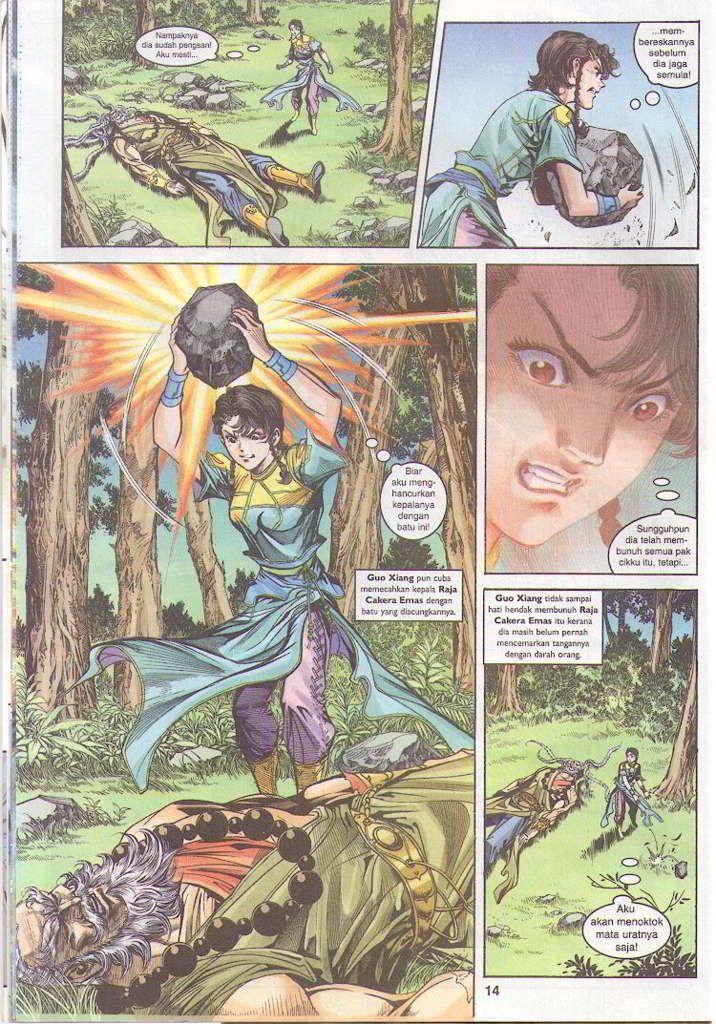 Nampaknya
dia sudah pengsan!
Aku mesti...
...mem-
bereskannya
sebelum
dia jaga
semula!
Biar
aku meng-
hancurkan
kepalanya
dengan
batu ini!
Guo Xiang pun cuba
memecahkan kepala Raja
Cakera Emas dengan
batu yang diacungkannya.
Sungguhpun
dia telah mem-
bunuh semua pak
cikku itu, tetapi...
Guo Xiang tidak sampai
hati hendak membunuh Raja
Cakera Emas itu kerana
dia masih belum pernah
mencemarkan tangannya
dengan darah orang.
Aku
akan menotok
mata uratnya
saja!
14